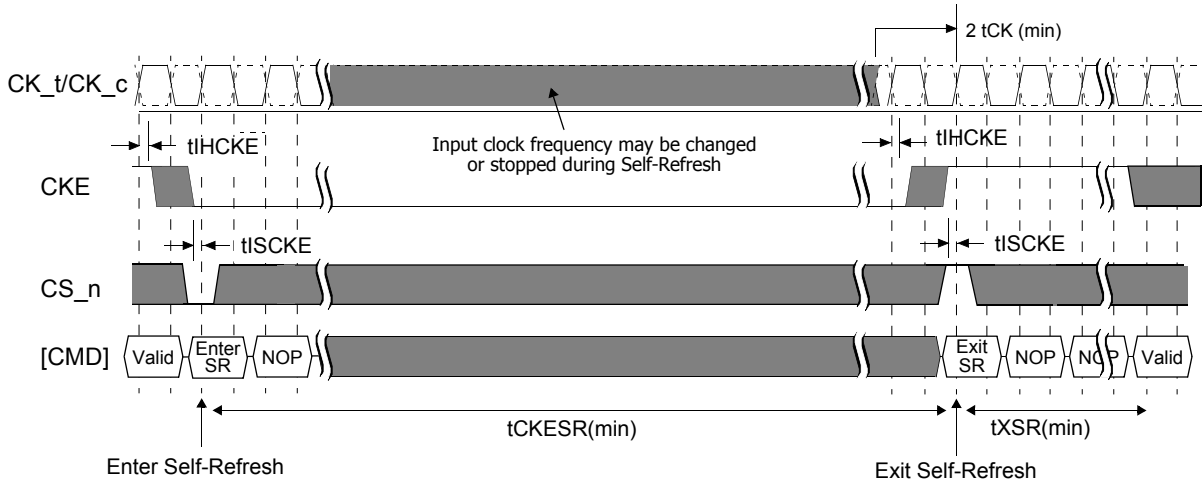 2 tCK (min)
CK_t/CK_c
tIHCKE
Input clock frequency may be changed
or stopped during Self-Refresh
tIHCKE
CKE
tISCKE
tISCKE
CS_n
[CMD]
Valid
Enter
SR
NOP
Exit
SR
NOP
NOP
Valid
tCKESR(min)
tXSR(min)
Enter Self-Refresh
Exit Self-Refresh